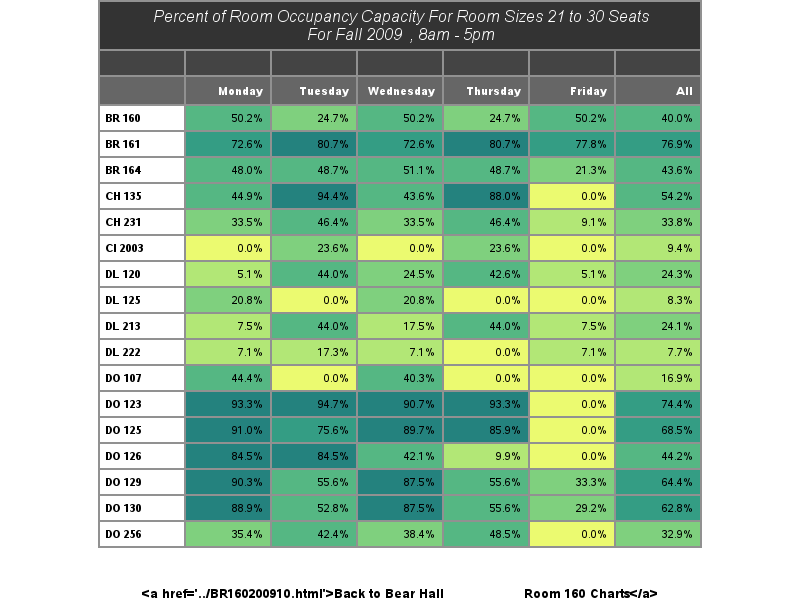 Percent of Room Occupancy Capacity For Room Sizes 21 to 30 Seats
For Fall 2009 , 8am - 5pm
Monday Tuesday Wednesday Thursday Friday All
BR 160 50.2% 24.7% 50.2% 24.7% 50.2% 40.0%
BR 161 72.6% 80.7% 72.6% 80.7% 77.8% 76.9%
BR 164 48.0% 48.7% 51.1% 48.7% 21.3% 43.6%
CH 135 44.9% 94.4% 43.6% 88.0% 0.0% 54.2%
CH 231 33.5% 46.4% 33.5% 46.4% 9.1% 33.8%
CI 2003 0.0% 23.6% 0.0% 23.6% 0.0% 9.4%
DL 120 5.1% 44.0% 24.5% 42.6% 5.1% 24.3%
DL 125 20.8% 0.0% 20.8% 0.0% 0.0% 8.3%
DL 213 7.5% 44.0% 17.5% 44.0% 7.5% 24.1%
DL 222 7.1% 17.3% 7.1% 0.0% 7.1% 7.7%
DO 107 44.4% 0.0% 40.3% 0.0% 0.0% 16.9%
DO 123 93.3% 94.7% 90.7% 93.3% 0.0% 74.4%
DO 125 91.0% 75.6% 89.7% 85.9% 0.0% 68.5%
DO 126 84.5% 84.5% 42.1% 9.9% 0.0% 44.2%
DO 129 90.3% 55.6% 87.5% 55.6% 33.3% 64.4%
DO 130 88.9% 52.8% 87.5% 55.6% 29.2% 62.8%
DO 256 35.4% 42.4% 38.4% 48.5% 0.0% 32.9%
<a href='../BR160200910.html'>Back to Bear Hall Room 160 Charts</a>